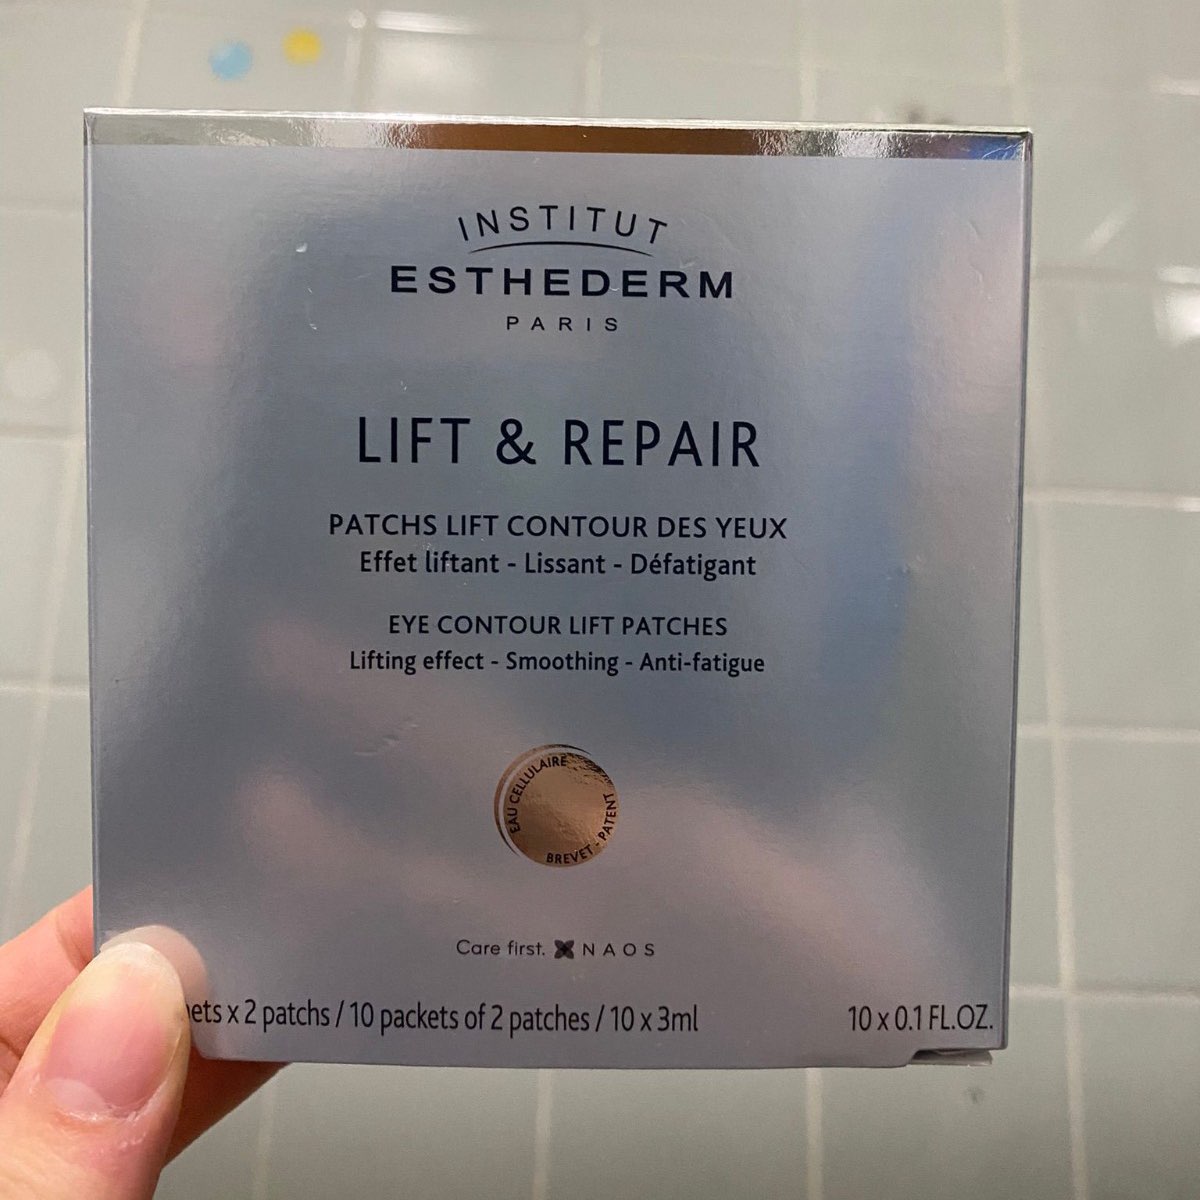 INSTITUT
ESTHEDERM
PARIS
LIFT & REPAIR
PATCHS LIFT CONTOUR DES YEUX
Effet liftant - Lissant - Défatigant
EYE CONTOUR LIFT PATCHES
Lifting effect - Smoothing - Anti-fatigue
EAU CELLULAIRE
BREVET - PATENT
Care first. NAOS
x 2 patchs / 10 packets of 2 patches / 10 x 3ml
10 x 0.1 FL.OZ.